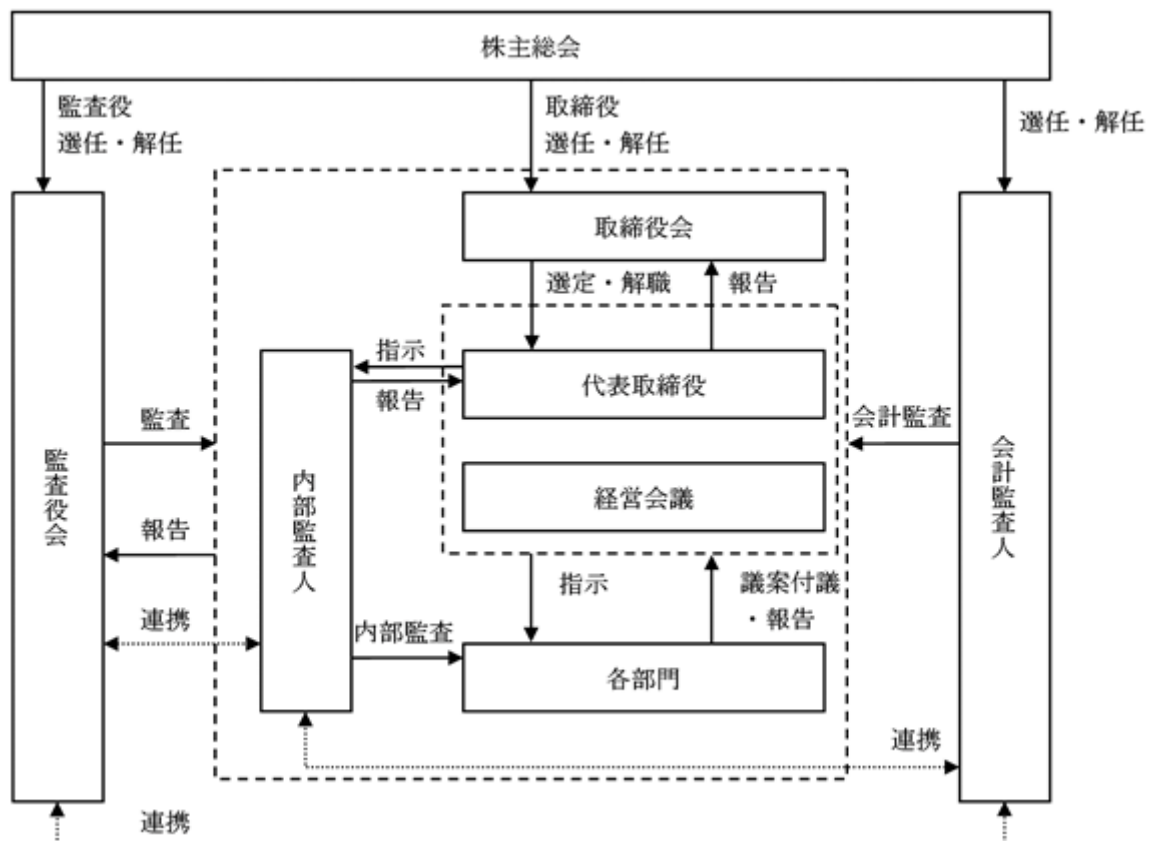 株主総会
監査役
選任・解任
取締役
選任・解任
選任・解任
取締役会
選定・解職
報告
指示
報告
代表取締役
監査
会計監査
経営会議
監査役会
内部監査人
会計監査人
報告
指示
議案付議
・報告
連携
内部監査
各部門
連携
連携